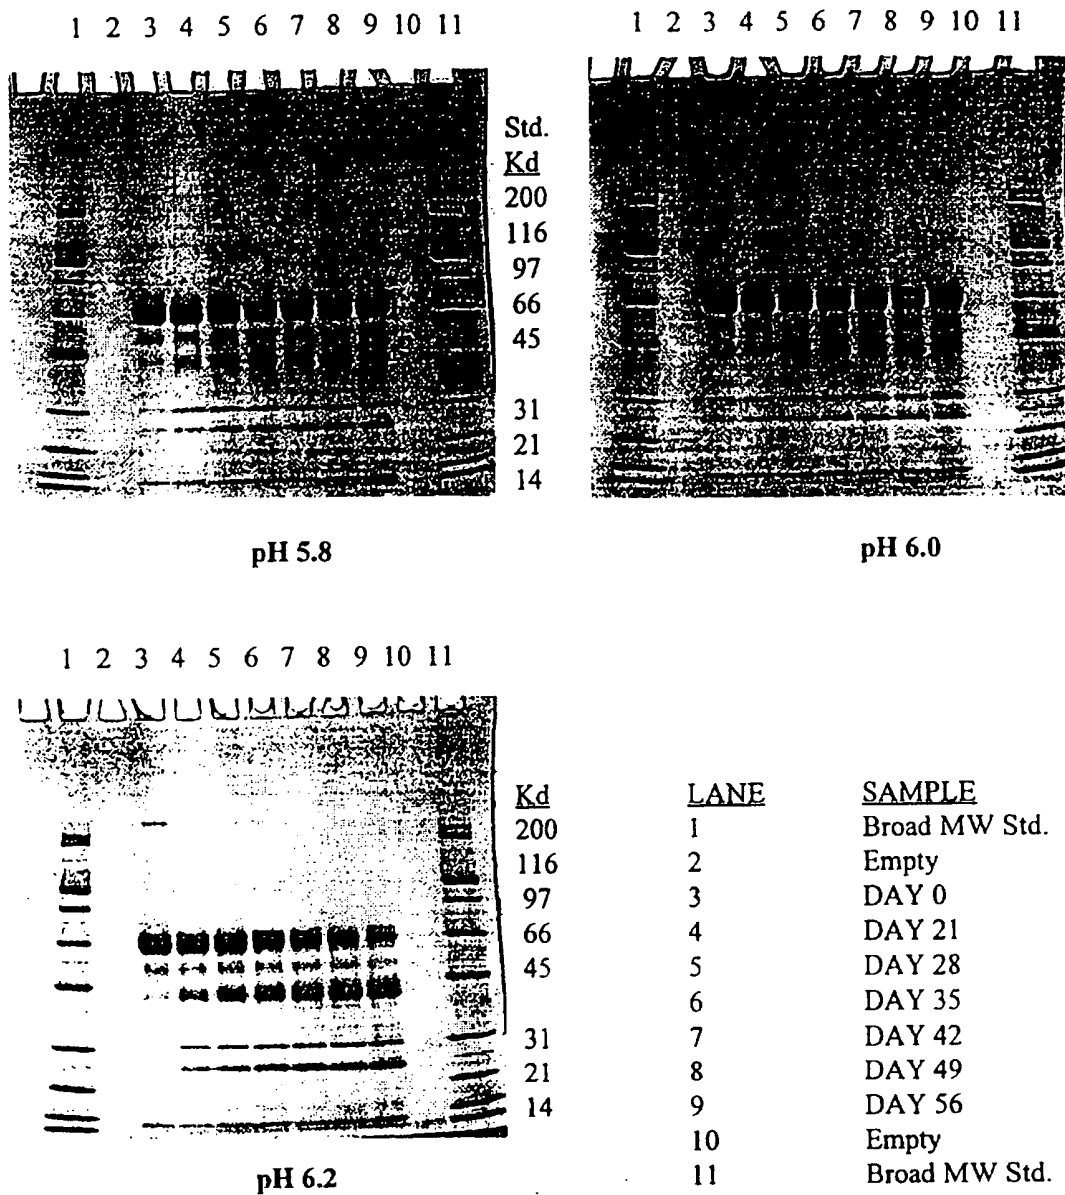 1 2 3 4 5 6 7 8 9 10 11
1 2 3 4 5 6 7 8 9 10 11
Std.
Kd
200
116
97
66
45
31
21
14
pH 5.8
pH 6.0
1 2 3 4 5 6 7 8 9 10 11
Kd
200
116
97
66
45
31
21
14
pH 6.2
LANE SAMPLE
1 Broad MW Std.
2 Empty
3 DAY 0
4 DAY 21
5 DAY 28
6 DAY 35
7 DAY 42
8 DAY 49
9 DAY 56
10 Empty
11 Broad MW Std.